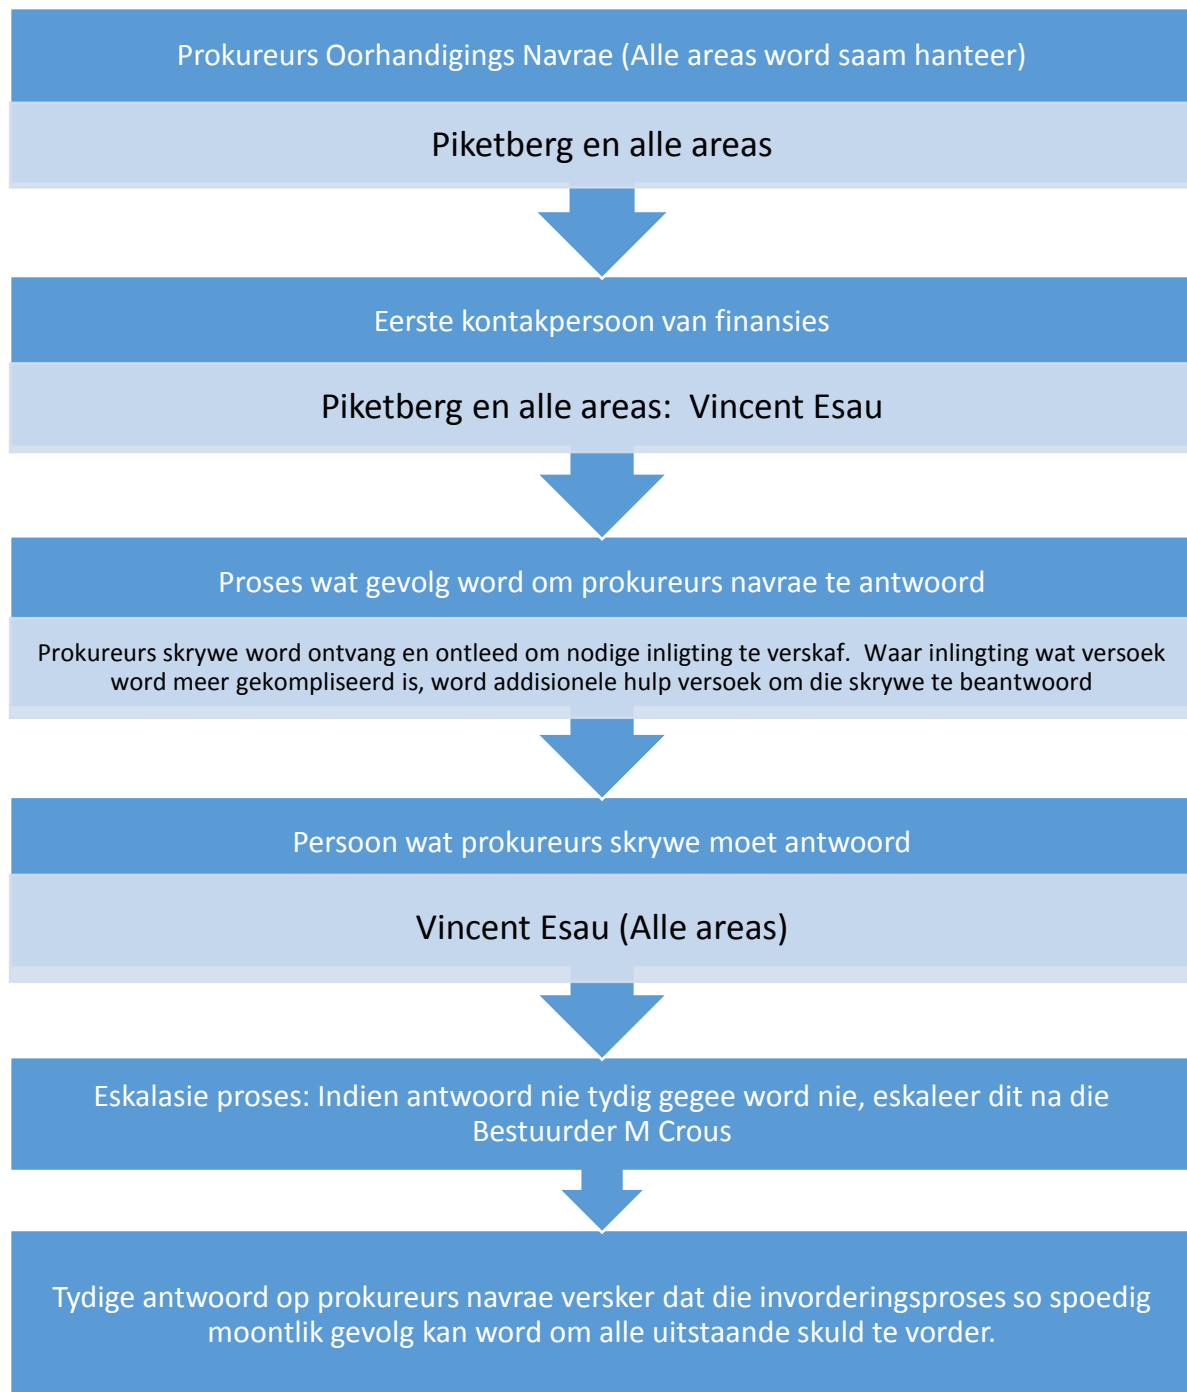 Prokureurs Oorhandigings Navrae (Alle areas word saam hanteer)
Piketberg en alle areas
Eerste kontakpersoon van finansies
Piketberg en alle areas:  Vincent Esau
Proses wat gevolg word om prokureurs navrae te antwoord
Prokureurs skrywe word ontvang en ontleed om nodige inligting te verskaf.  Waar inlingting wat versoek
word meer gekompliseerd is, word addisionele hulp versoek om die skrywe te beantwoord
Persoon wat prokureurs skrywe moet antwoord
Vincent Esau (Alle areas)
Eskalasie proses: Indien antwoord nie tydig gegee word nie, eskaleer dit na die
Bestuurder M Crous
Tydige antwoord op prokureurs navrae versker dat die invorderingsproses so spoedig
moontlik gevolg kan word om alle uitstaande skuld te vorder.